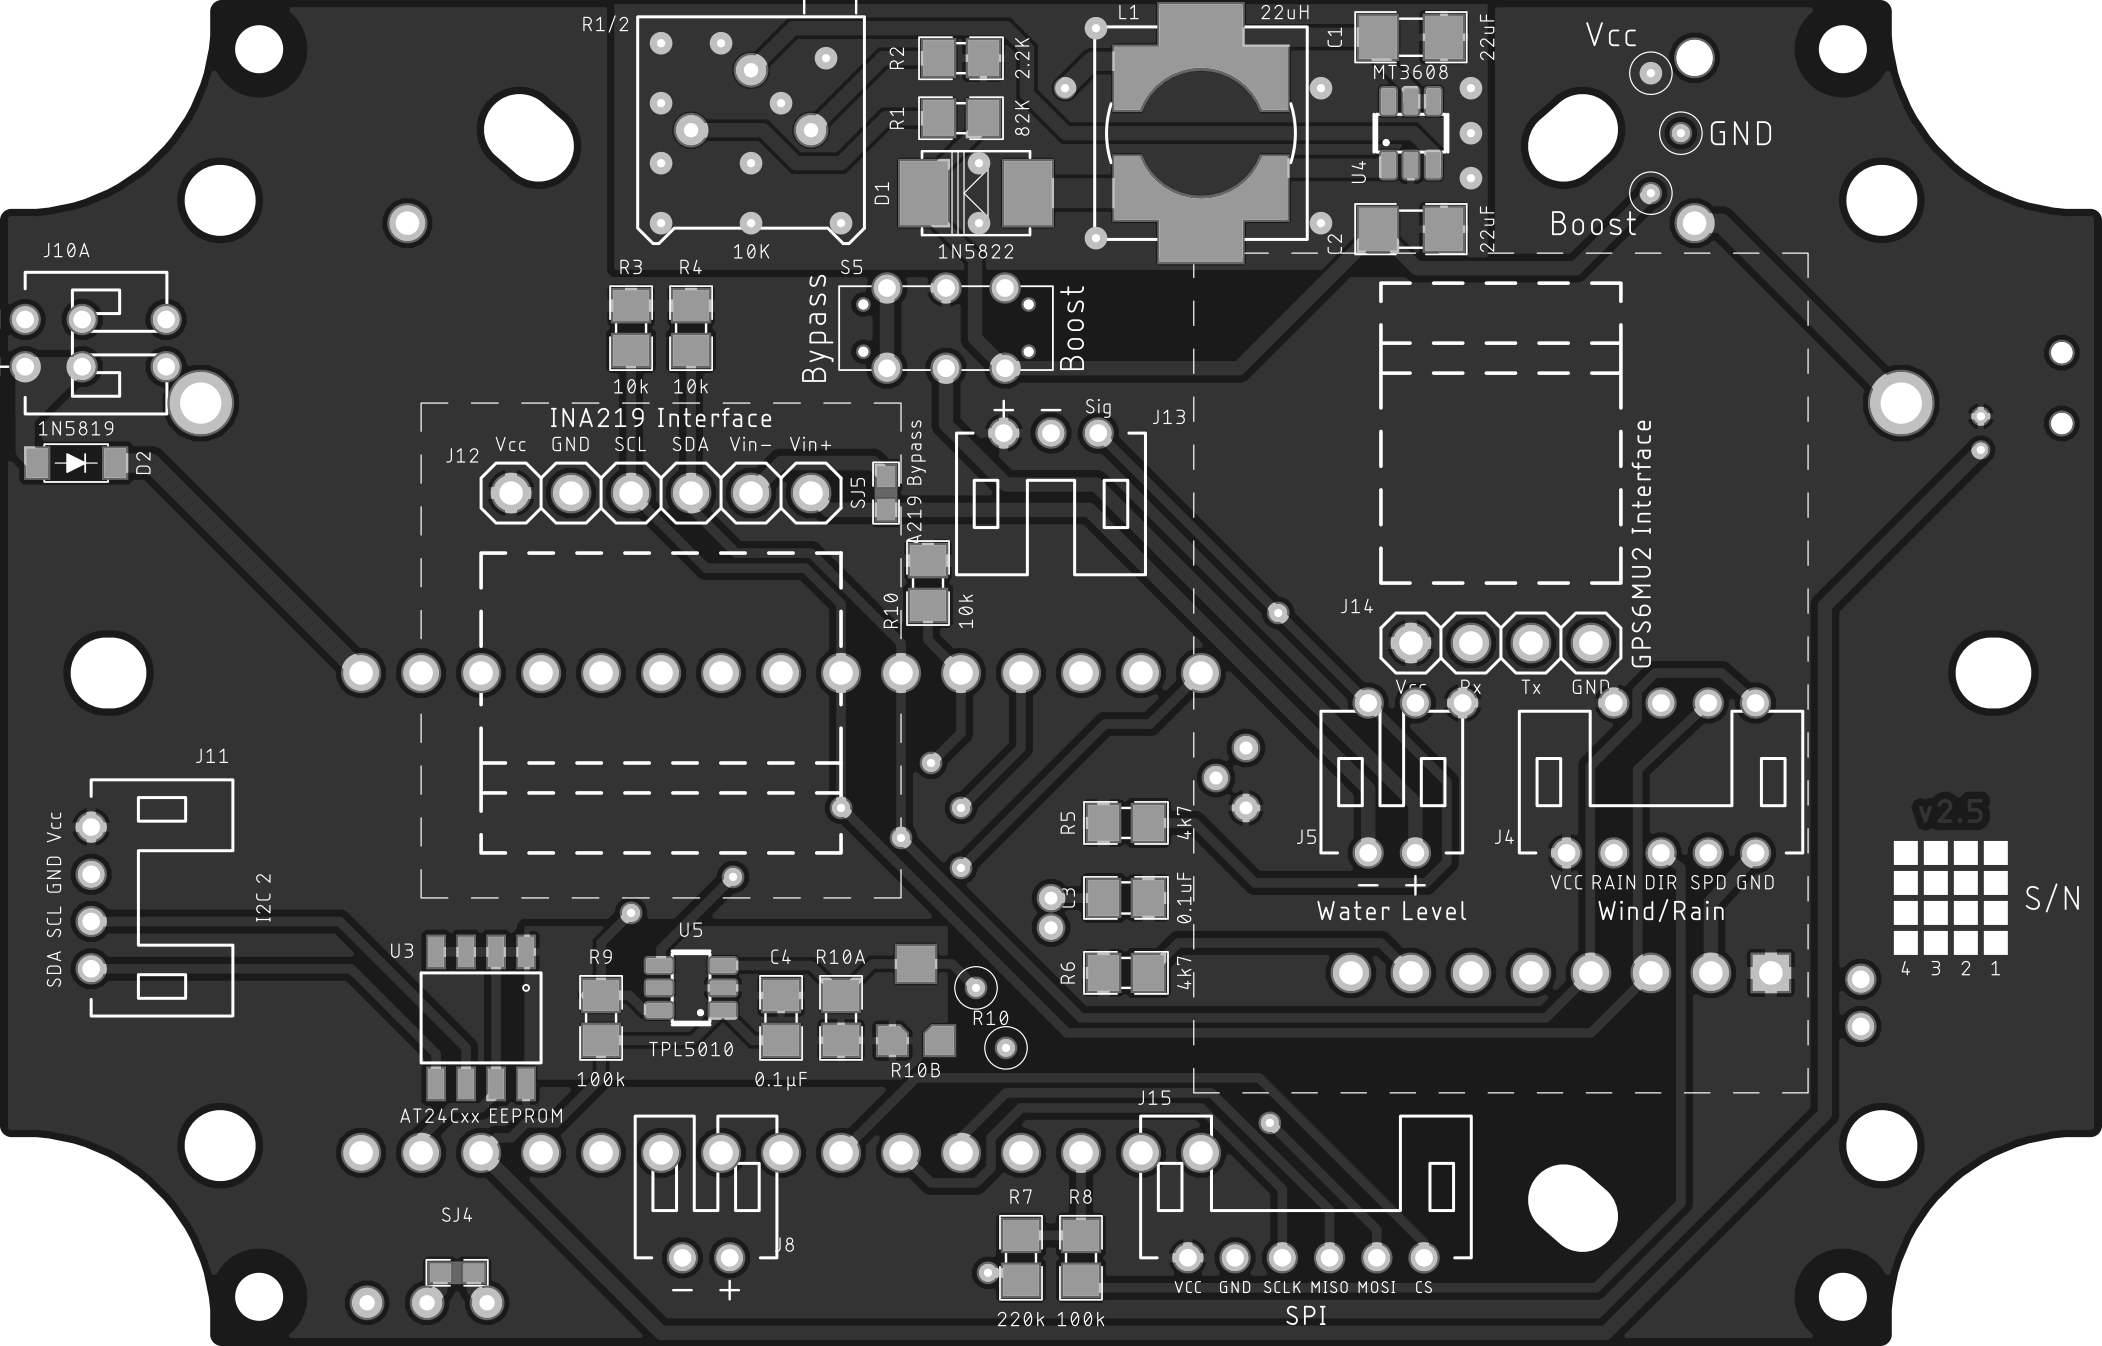 R1/2
L1
22uH
C1
22uF
Vcc
R2
2.2K
MT3608
R1
82K
GND
U4
D1
10K
1N5822
C2
22uF
Boost
J10A
R3
R4
S5
Bypass
Boost
10k
10k
1N5819
D2
INA219 Interface
Vcc
GND
SCL
SDA
Vin-
Vin+
J12
SJ5
A219 Bypass
+
−
Sig
J13
R10
10k
GPS6MU2 Interface
J14
Vcc
Rx
Tx
GND
J11
Vcc
GND
SCL
SDA
I2C 2
R5
4k7
J5
J4
v2.5
C3
0.1uF
−
+
Water Level
VCC
RAIN
DIR
SPD
GND
Wind/Rain
S/N
4
3
2
1
U3
U5
R9
C4
R10A
R6
4k7
R10
TPL5010
R10B
100k
0.1µF
AT24Cxx EEPROM
J15
SJ4
J8
−
+
R7
R8
220k
100k
VCC
GND
SCLK
MISO
MOSI
CS
SPI